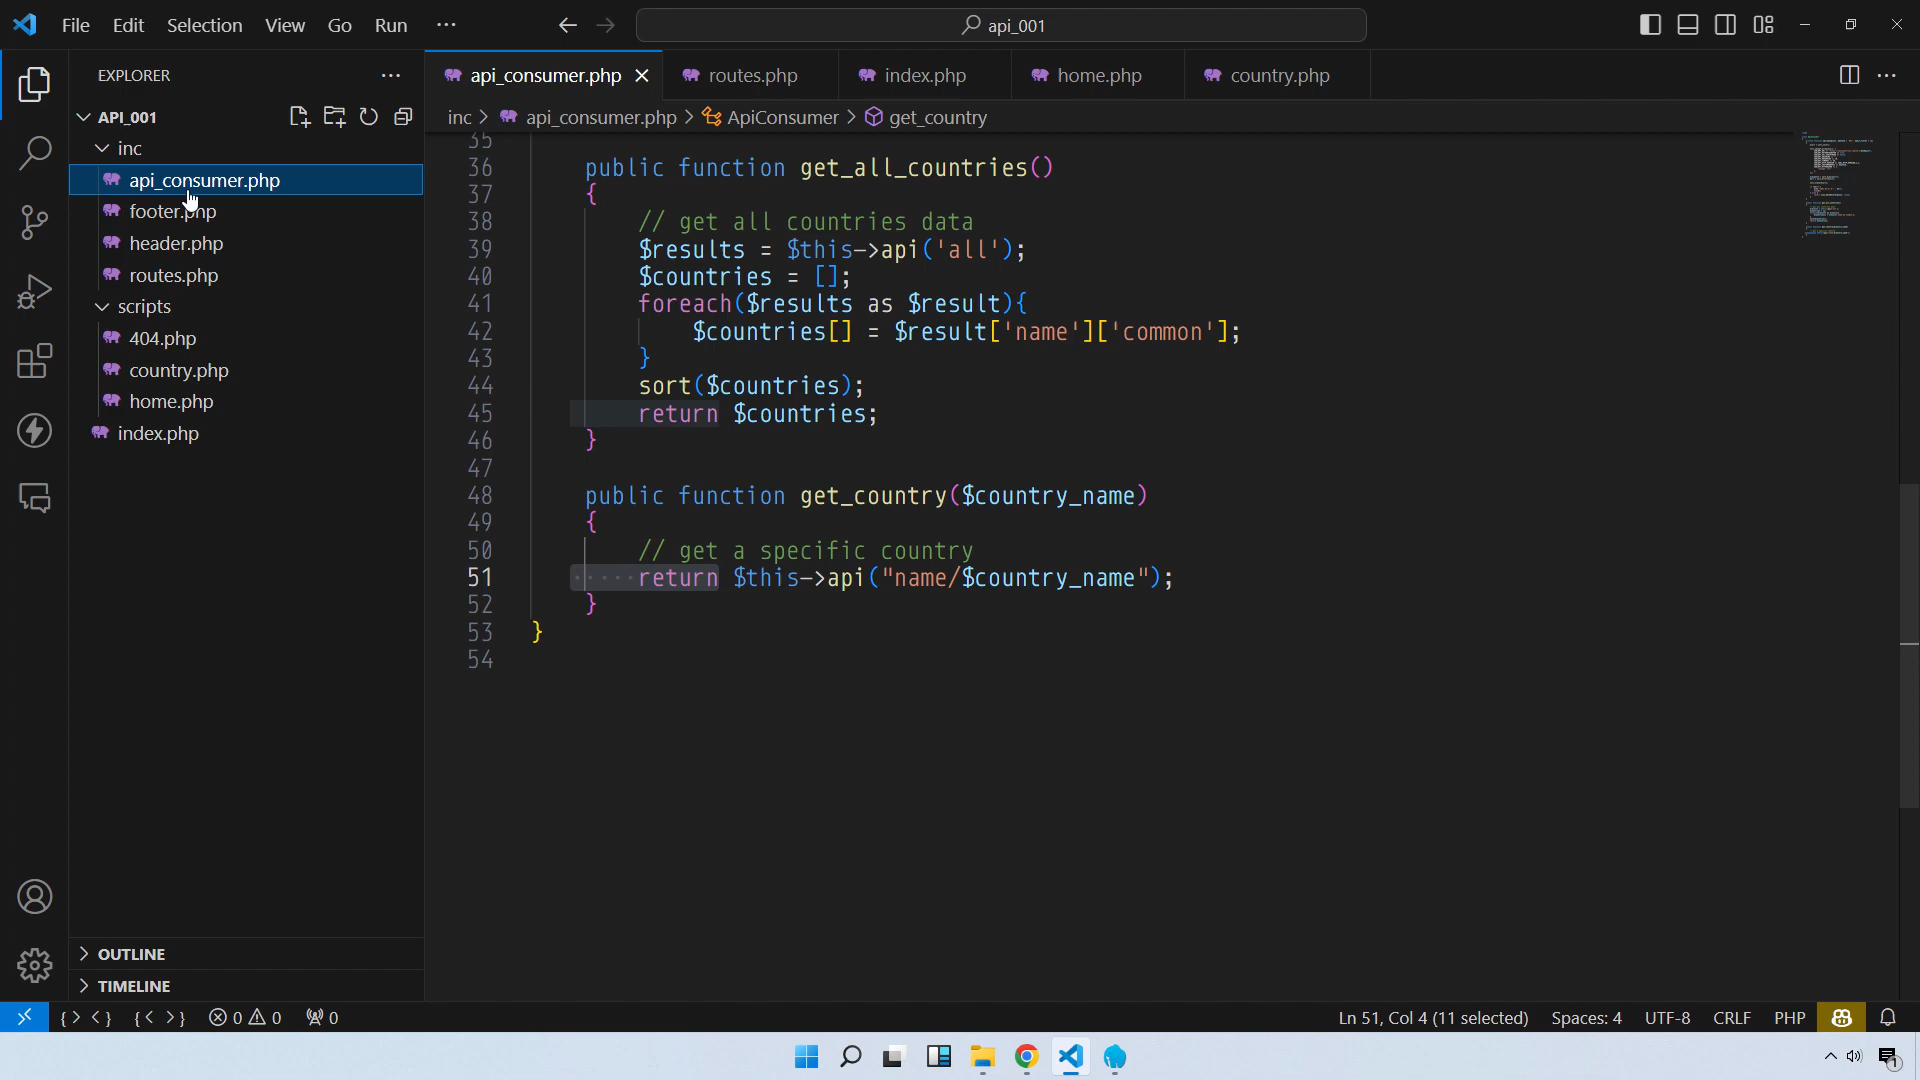 File Edit Selection View Go Run ···
api_001
EXPLORER ···
API_001
inc
api_consumer.php
footer.php
header.php
routes.php
scripts
404.php
country.php
home.php
index.php
OUTLINE
TIMELINE
api_consumer.php routes.php index.php home.php country.php
inc > api_consumer.php > ApiConsumer > get_country
35
36 public function get_all_countries()
37 {
38 // get all countries data
39 $results = $this->api('all');
40 $countries = [];
41 foreach($results as $result){
42 $countries[] = $result['name']['common'];
43 }
44 sort($countries);
45 return $countries;
46 }
47
48 public function get_country($country_name)
49 {
50 // get a specific country
51 return $this->api("name/$country_name");
52 }
53 }
54
0 0 0 Ln 51, Col 4 (11 selected) Spaces: 4 UTF-8 CRLF PHP
1